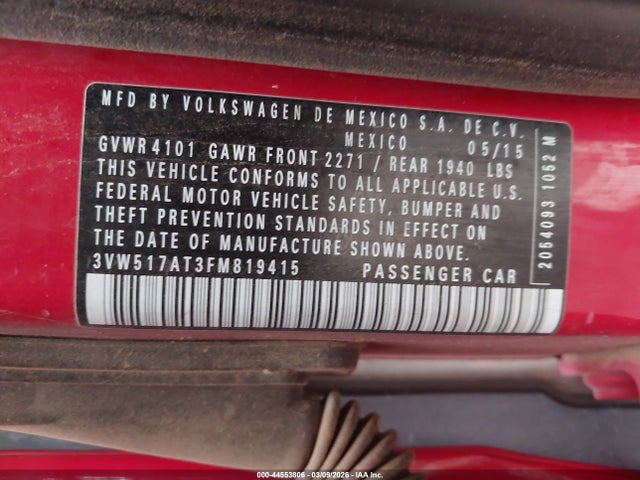 MFD BY VOLKSWAGEN DE MEXICO S.A. DE C.V.
MEXICO 05/15
GVWR 4101 GAWR FRONT 2271 / REAR 1940 LBS
THIS VEHICLE CONFORMS TO ALL APPLICABLE U.S.
FEDERAL MOTOR VEHICLE SAFETY, BUMPER AND
THEFT PREVENTION STANDARDS IN EFFECT ON
THE DATE OF MANUFACTURE SHOWN ABOVE.
3VW517AT3FM819415 PASSENGER CAR
2054093 1052 M
000-44553806 - 03/09/2026 - IAA Inc.